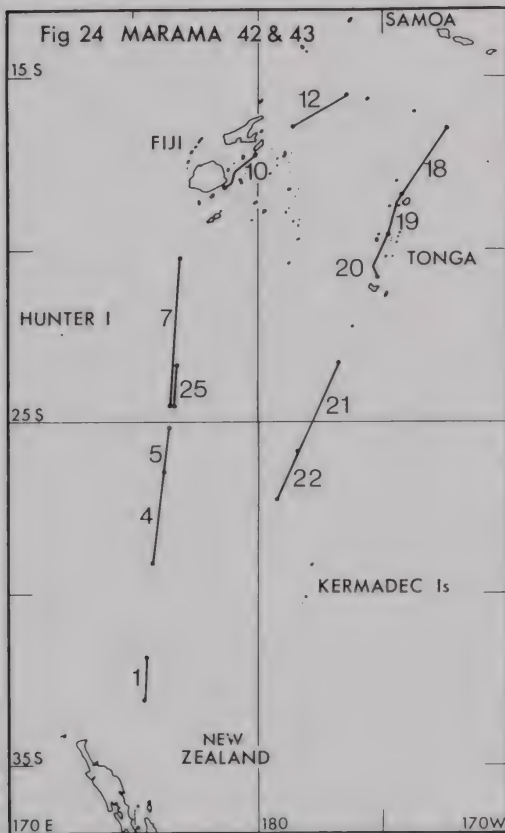 SAMOA
Fig 24 MARAMA 42 & 43
15 S
12
FIJI
10
18
19
20
TONGA
HUNTER I
7
25
21
25 S
5
22
4
KERMADEC Is
1
NEW
ZEALAND
35 S
170 E
180
170W